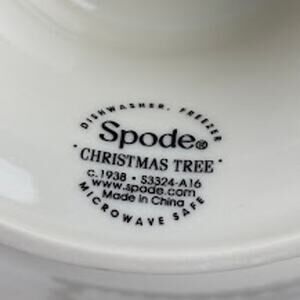 DISHWASHER, FREEZER
Spode®
· CHRISTMAS TREE ·
c.1938 • S3324-A16
www.spode.com
Made in China
MICROWAVE SAFE